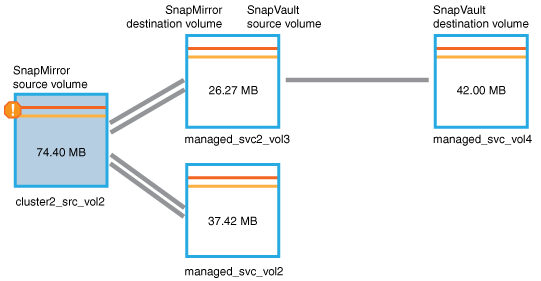 SnapMirror
destination volume
SnapVault
source volume
SnapVault
destination volume
SnapMirror
source volume
!
74.40 MB
cluster2_src_vol2
26.27 MB
managed_svc2_vol3
42.00 MB
managed_svc_vol4
37.42 MB
managed_svc_vol2